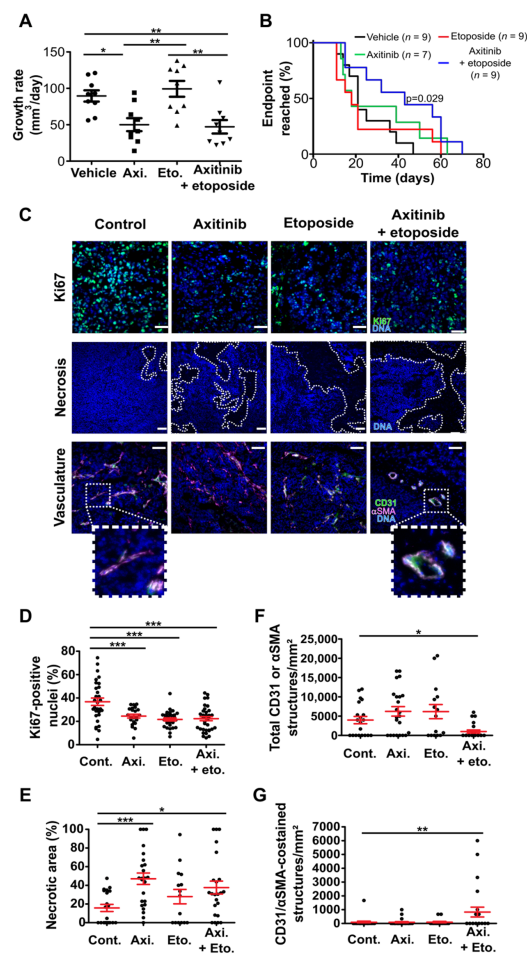 A
** 
** 
* 
**
Growth rate
(mm³/day)
150
100
50
0
Vehicle
Axi.
Eto.
Axitinib
+ etoposide
B
Vehicle (n = 9)
Axitinib (n = 7)
Etoposide (n = 9)
Axitinib
+ etoposide
(n = 9)
Endpoint
reached (%)
100
50
0
p=0.029
0 20 40 60 80
Time (days)
C
Control
Axitinib
Etoposide
Axitinib
+ etoposide
Ki67
Ki67
DNA
Necrosis
DNA
Vasculature
CD31
αSMA
DNA
D
***
***
***
Ki67-positive
nuclei (%)
80
60
40
20
0
Cont.
Axi.
Eto.
Axi.
+ eto.
F
*
Total CD31 or αSMA
structures/mm²
25,000
20,000
15,000
10,000
5000
0
Cont.
Axi.
Eto.
Axi.
+ eto.
E
*
***
Necrotic area (%)
100
80
60
40
20
0
Cont.
Axi.
Eto.
Axi.
+ Eto.
G
**
CD31/αSMA-costained
structures/mm²
7000
6000
5000
4000
3000
2000
1000
0
Cont.
Axi.
Eto.
Axi.
+ Eto.